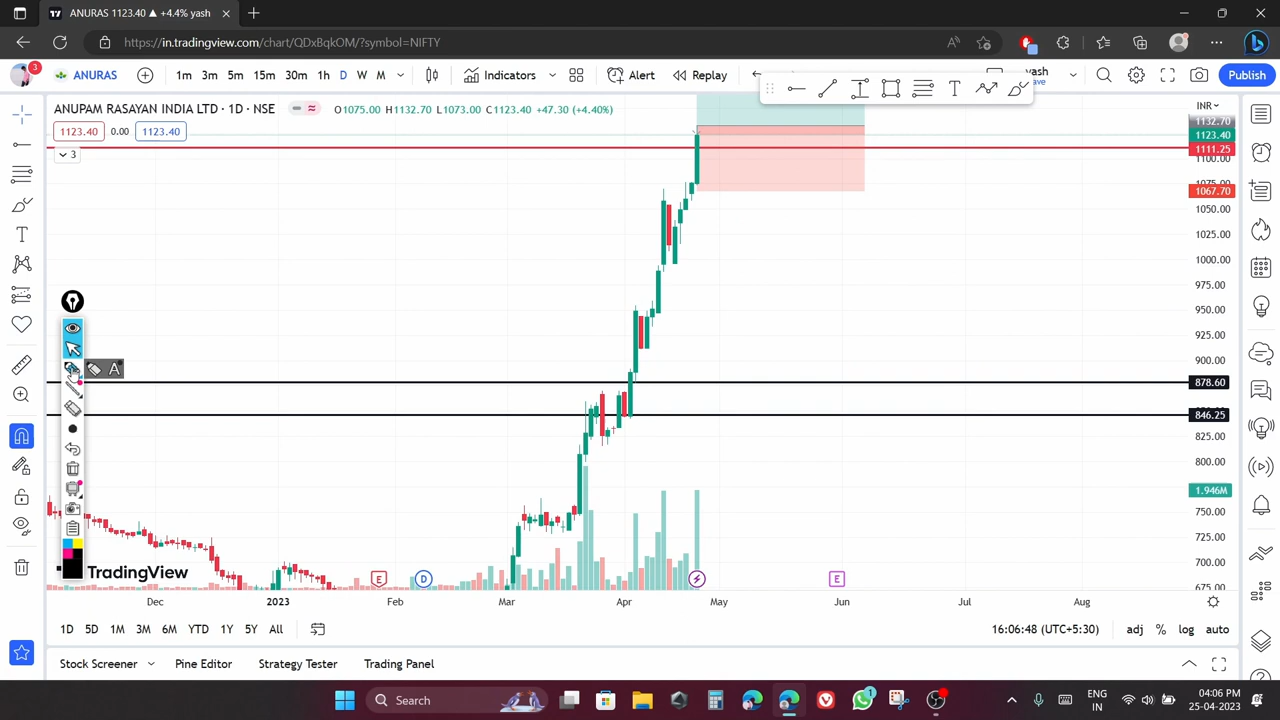 ANURAS 1123.40 ▲ +4.4% yash
https://in.tradingview.com/chart/QDxBqkOM/?symbol=NIFTY
3 ANURAS 1m 3m 5m 15m 30m 1h D W M Indicators Alert Replay yash Publish
ANUPAM RASAYAN INDIA LTD · 1D · NSE O1075.00 H1132.70 L1073.00 C1123.40 +47.30 (+4.40%) INR
1123.40 0.00 1123.40
3
1132.70
1123.40
1111.25
1100.00
1067.70
1050.00
1025.00
1000.00
975.00
950.00
925.00
900.00
878.60
846.25
825.00
800.00
1.946M
750.00
725.00
700.00
675.00
A
TradingView
E D E
Dec 2023 Feb Mar Apr May Jun Jul Aug
1D 5D 1M 3M 6M YTD 1Y 5Y All 16:06:48 (UTC+5:30) adj % log auto
Stock Screener Pine Editor Strategy Tester Trading Panel
Search 1 ENG 04:06 PM
IN 25-04-2023